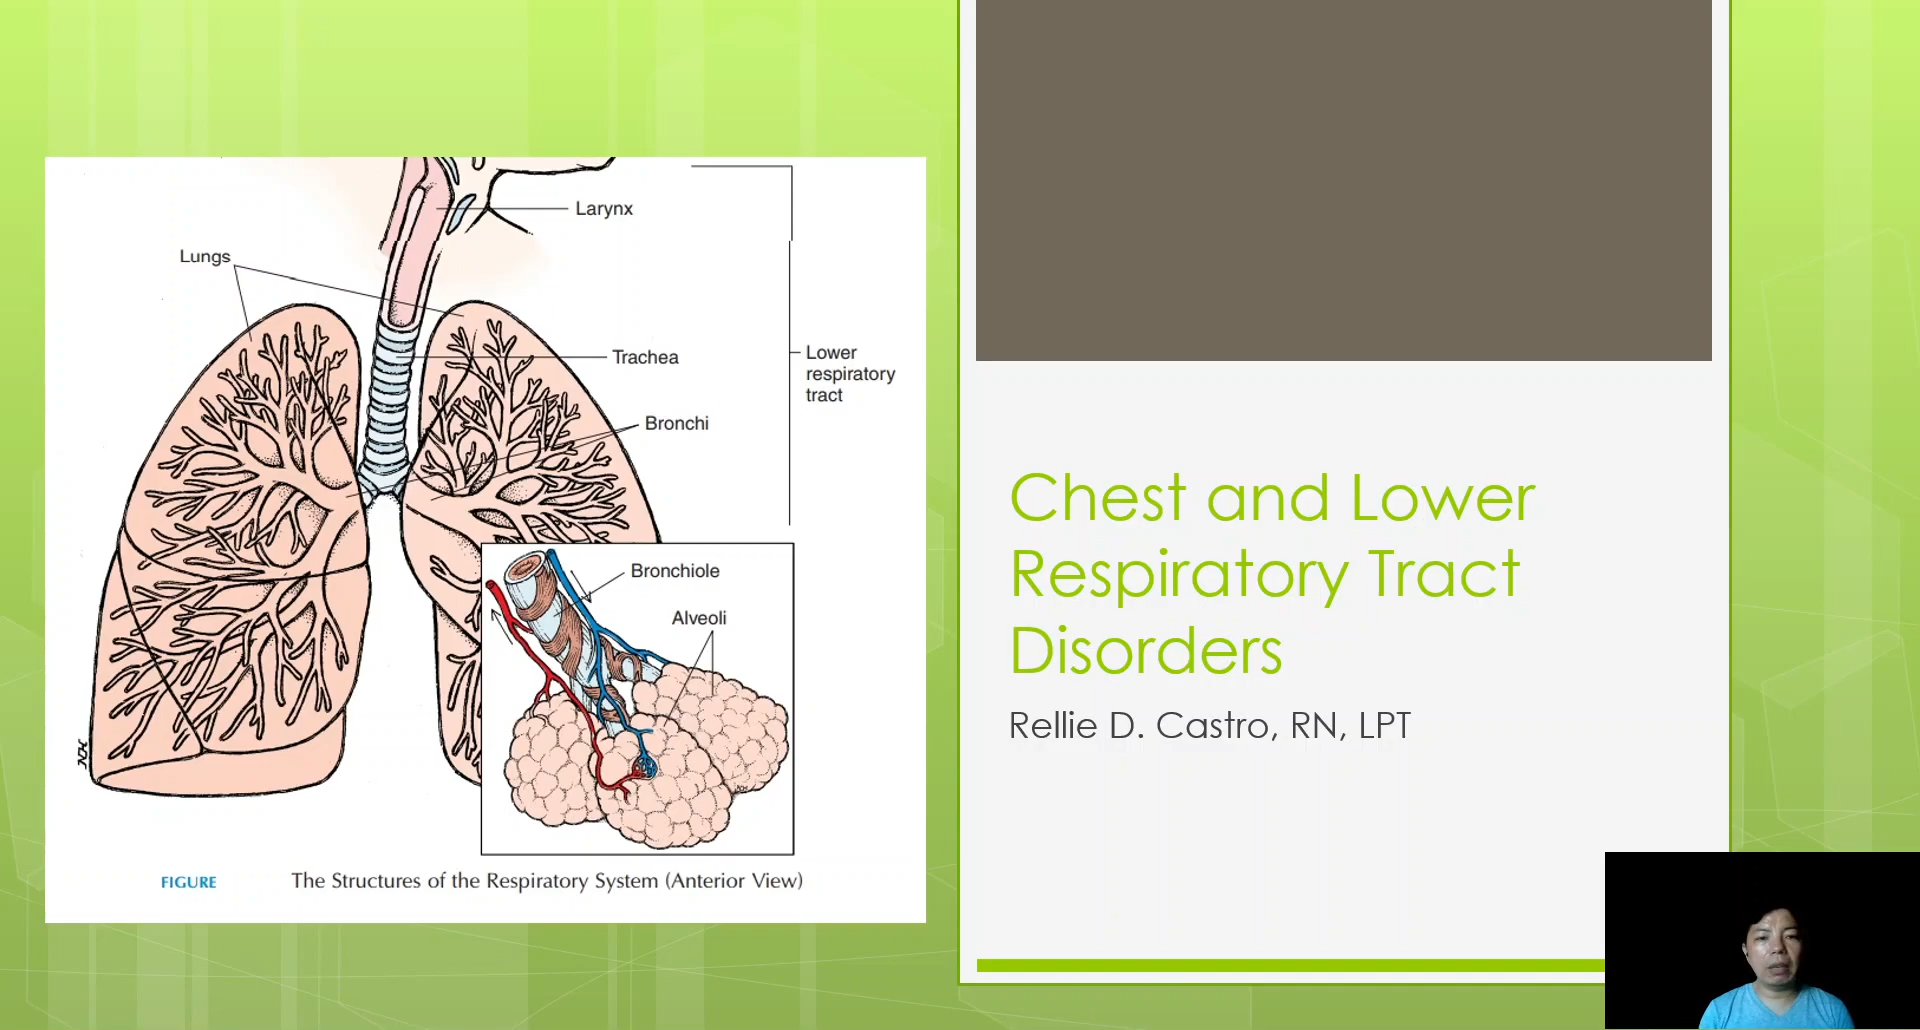 Larynx
Lungs
Trachea
Lower
respiratory
tract
Bronchi
Bronchiole
Alveoli
FIGURE The Structures of the Respiratory System (Anterior View)
Chest and Lower
Respiratory Tract
Disorders
Rellie D. Castro, RN, LPT